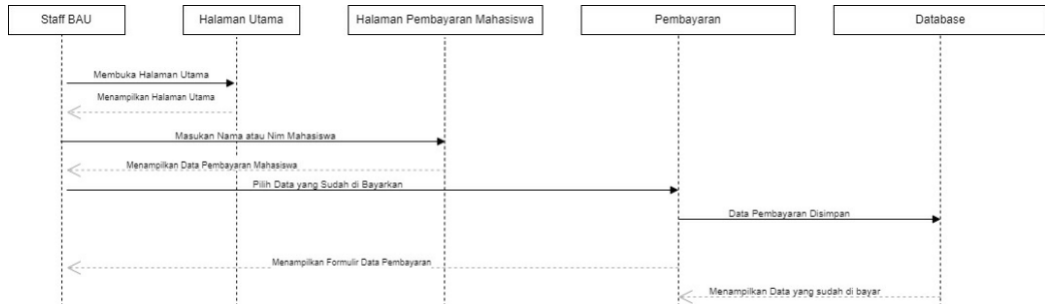 Staff BAU
Halaman Utama
Halaman Pembayaran Mahasiswa
Pembayaran
Database
Membuka Halaman Utama
Menampilkan Halaman Utama
Masukan Nama atau Nim Mahasiswa
Menampilkan Data Pembayaran Mahasiswa
Pilih Data yang Sudah di Bayarkan
Data Pembayaran Disimpan
Menampilkan Formulir Data Pembayaran
Menampilkan Data yang sudah di bayar